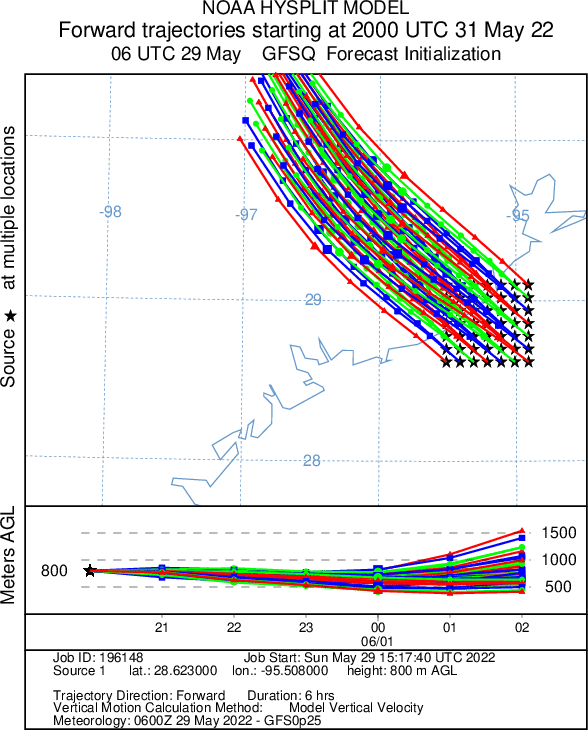 NOAA HYSPLIT MODEL
Forward trajectories starting at 2000 UTC 31 May 22
06 UTC 29 May GFSQ Forecast Initialization
Source ★ at multiple locations
-98
-97
-95
29
28
Meters AGL
800
1500
1000
500
21 22 23 00 01 02
06/01
Job ID: 196148 Job Start: Sun May 29 15:17:40 UTC 2022
Source 1 lat.: 28.623000 lon.: -95.508000 height: 800 m AGL
Trajectory Direction: Forward Duration: 6 hrs
Vertical Motion Calculation Method: Model Vertical Velocity
Meteorology: 0600Z 29 May 2022 - GFS0p25